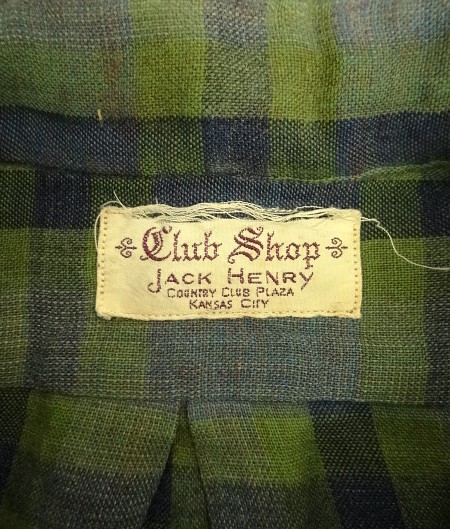 Club Shop
JACK HENRY
COUNTRY CLUB PLAZA
KANSAS CITY